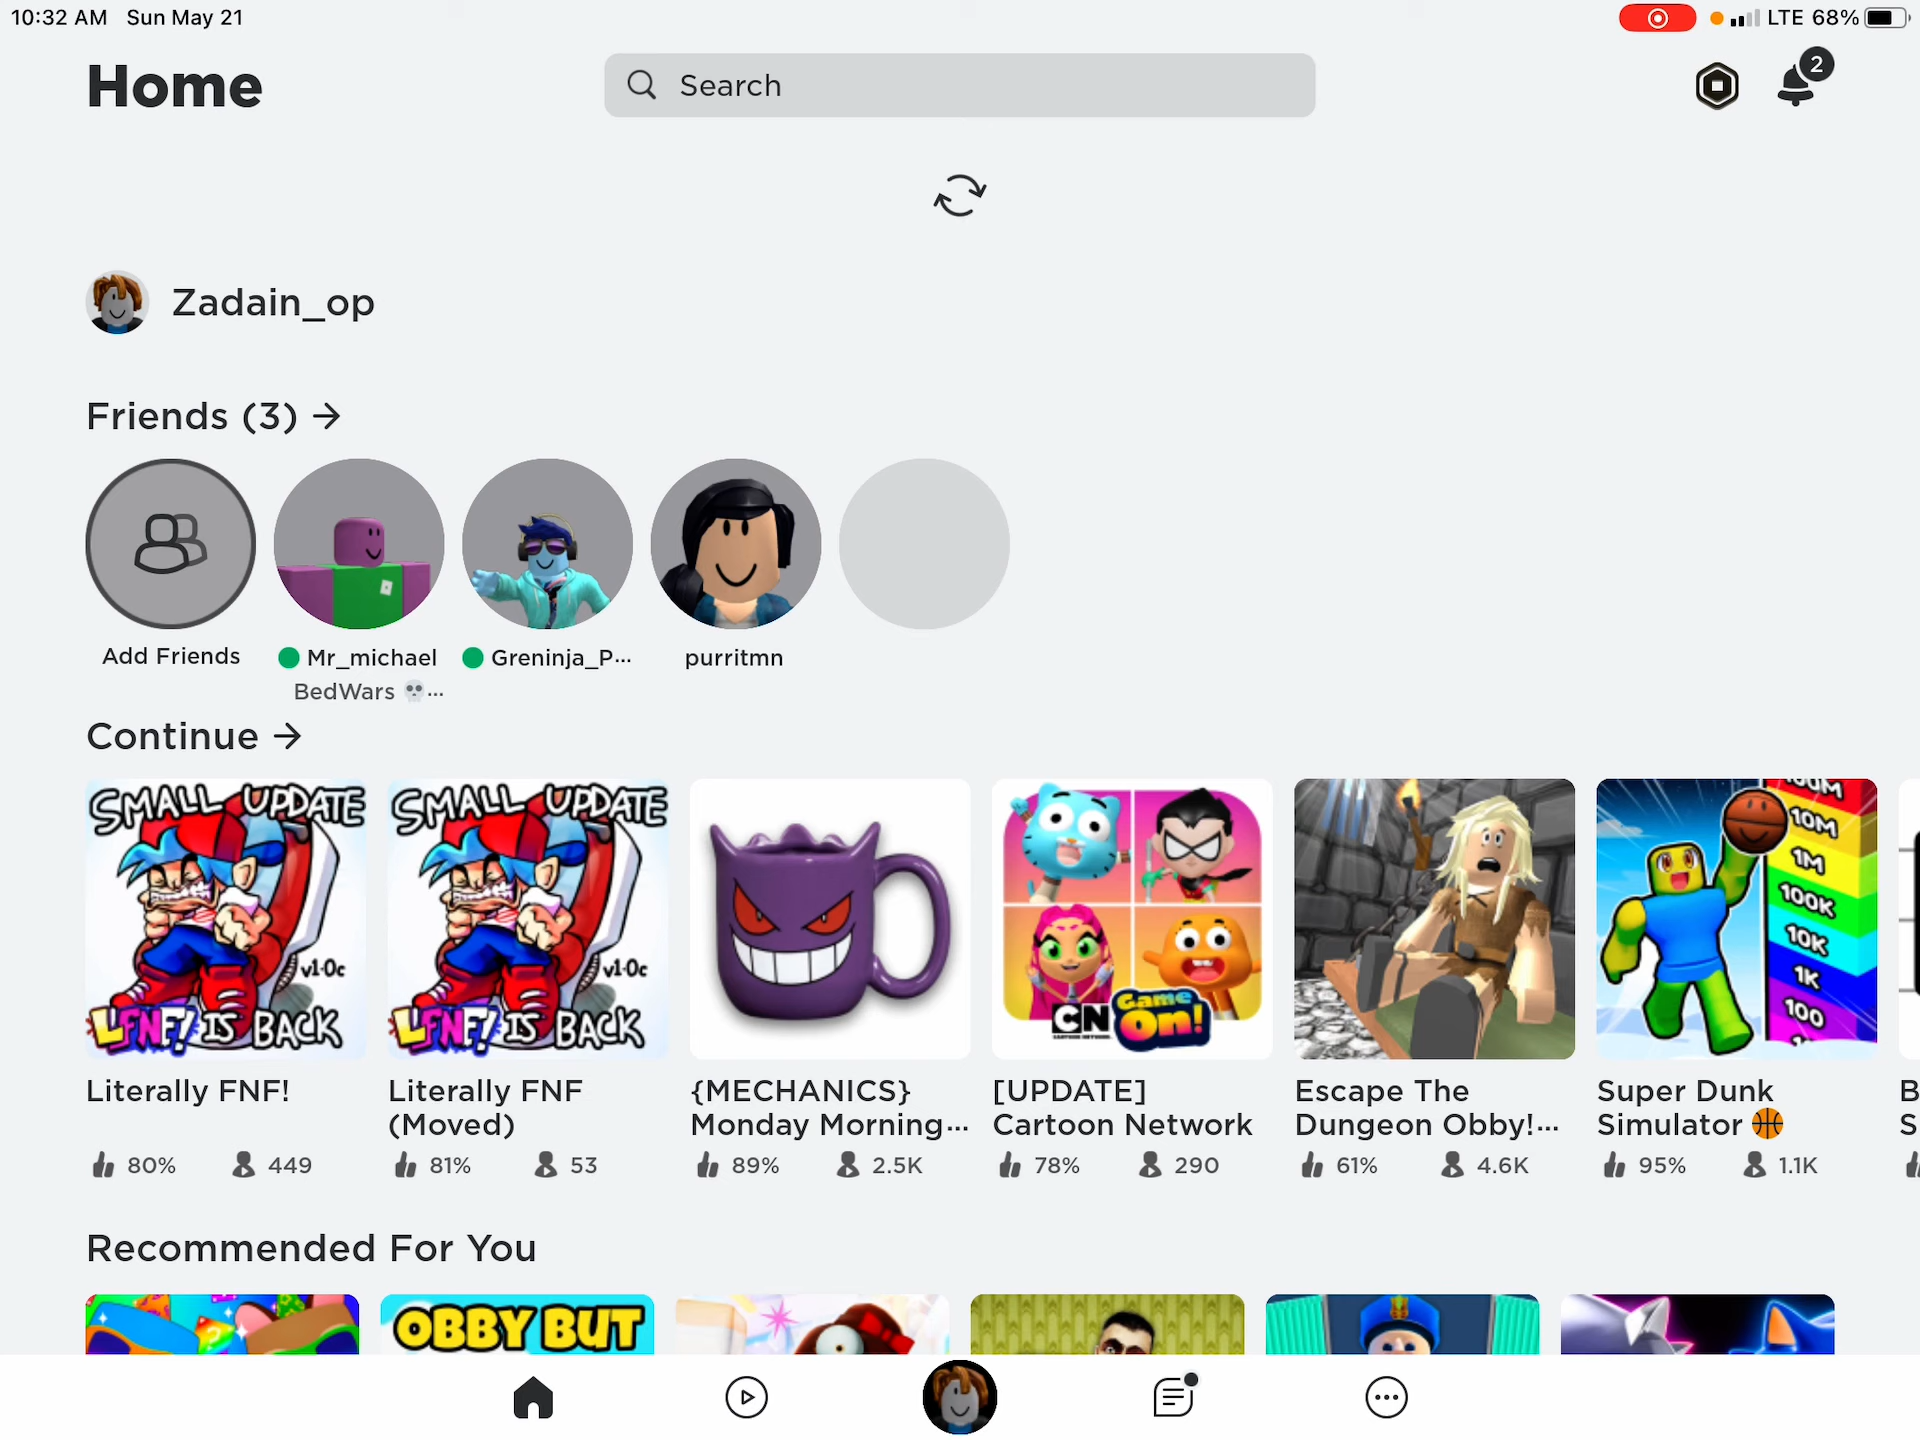 10:32 AM Sun May 21
LTE 68%
Home
Search
2
Zadain_op
Friends (3) →
Add Friends
Mr_michael
Greninja_P...
purritmn
BedWars 💀...
Continue →
SMALL UPDATE
v1.0c
LFNF! IS BACK
SMALL UPDATE
v1.0c
LFNF! IS BACK
CN
CARTOON NETWORK
Game On!
100M
10M
1M
100K
10K
1K
100
Literally FNF!
Literally FNF
(Moved)
{MECHANICS}
Monday Morning...
[UPDATE]
Cartoon Network
Escape The
Dungeon Obby!...
Super Dunk
Simulator 🏀
B
S
80% 449
81% 53
89% 2.5K
78% 290
61% 4.6K
95% 1.1K
Recommended For You
OBBY BUT